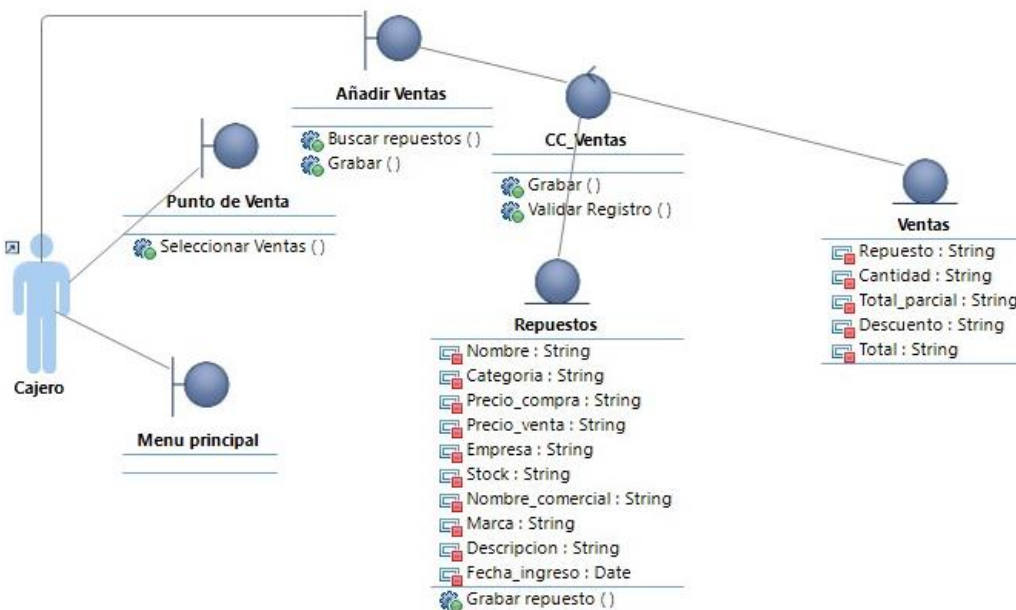 Añadir Ventas
Buscar repuestos ( )
Grabar ( )
CC_Ventas
Grabar ( )
Validar Registro ( )
Punto de Venta
Seleccionar Ventas ( )
Ventas
Repuesto : String
Cantidad : String
Total_parcial : String
Descuento : String
Total : String
Cajero
Repuestos
Nombre : String
Categoria : String
Precio_compra : String
Precio_venta : String
Empresa : String
Stock : String
Nombre_comercial : String
Marca : String
Descripcion : String
Fecha_ingreso : Date
Grabar repuesto ( )
Menu principal